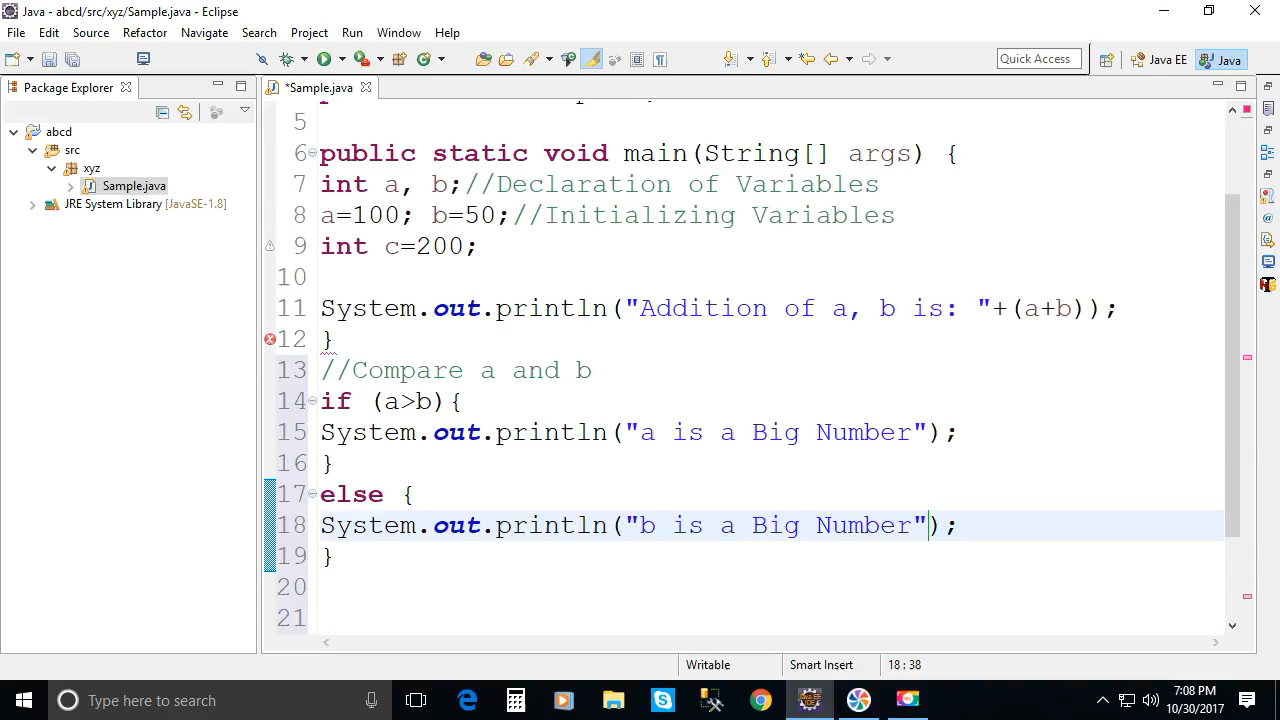 Java - abcd/src/xyz/Sample.java - Eclipse
File Edit Source Refactor Navigate Search Project Run Window Help
Quick Access
Java EE
Java
Package Explorer
*Sample.java
abcd
src
xyz
Sample.java
JRE System Library [JavaSE-1.8]
5
6 public static void main(String[] args) {
7 int a, b;//Declaration of Variables
8 a=100; b=50;//Initializing Variables
9 int c=200;
10
11 System.out.println("Addition of a, b is: "+(a+b));
12 }
13 //Compare a and b
14 if (a>b){
15 System.out.println("a is a Big Number");
16 }
17 else {
18 System.out.println("b is a Big Number");
19 }
20
21
Writable Smart Insert 18 : 38
Type here to search
7:08 PM
10/30/2017